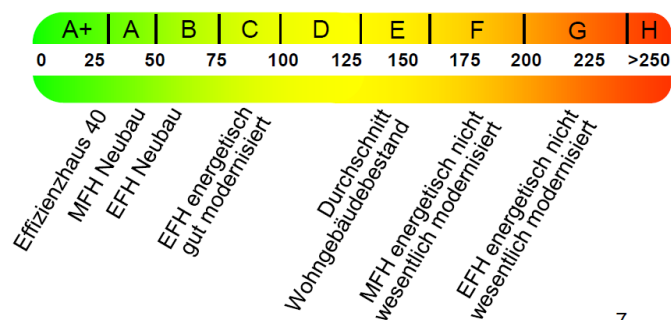 A+ A B C D E F G H
0 25 50 75 100 125 150 175 200 225 >250
Effizienzhaus 40
MFH Neubau
EFH Neubau
EFH energetisch
gut modernisiert
Durchschnitt
Wohngebäudebestand
MFH energetisch nicht
wesentlich modernisiert
EFH energetisch nicht
wesentlich modernisiert
7